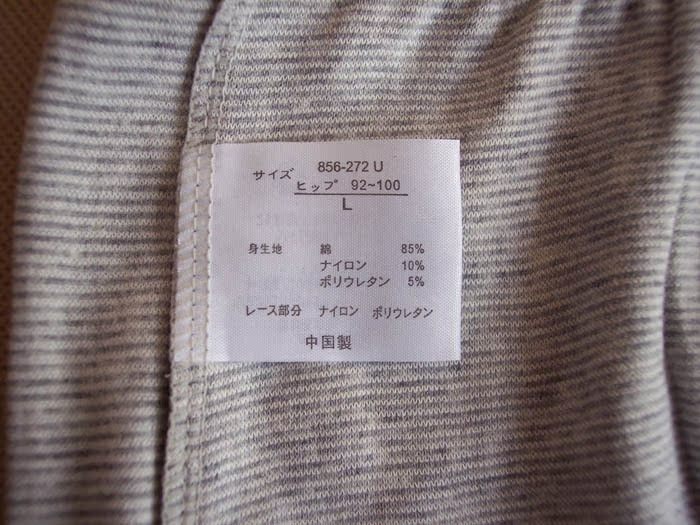 856-272 U
サイズ ヒップ 92~100
L
身生地 綿 85%
ナイロン 10%
ポリウレタン 5%
レース部分 ナイロン ポリウレタン
中国製